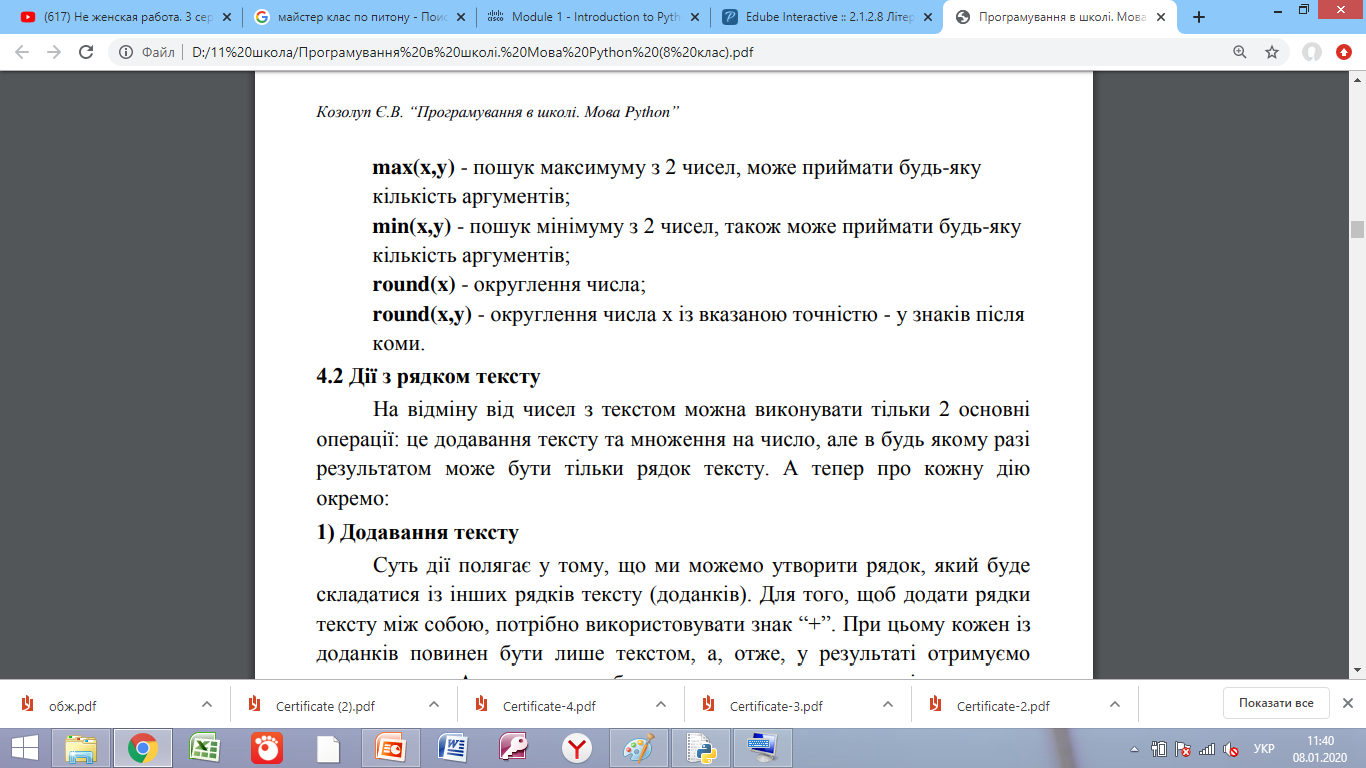 (617) Не женская работа. 3 сер
майстер клас по питону - Пои
Module 1 - Introduction to Pyth
Edube Interactive :: 2.1.2.8 Літер
Програмування в школі. Мова
Файл | D:/11%20школа/Програмування%20в%20школі.%20Мова%20Python%20(8%20клас).pdf
Козолуп Є.В. “Програмування в школі. Мова Python”
max(x,y) - пошук максимуму з 2 чисел, може приймати будь-яку
кількість аргументів;
min(x,y) - пошук мінімуму з 2 чисел, також може приймати будь-яку
кількість аргументів;
round(x) - округлення числа;
round(x,y) - округлення числа х із вказаною точністю - у знаків після
коми.
4.2 Дії з рядком тексту
На відміну від чисел з текстом можна виконувати тільки 2 основні
операції: це додавання тексту та множення на число, але в будь якому разі
результатом може бути тільки рядок тексту. А тепер про кожну дію
окремо:
1) Додавання тексту
Суть дії полягає у тому, що ми можемо утворити рядок, який буде
складатися із інших рядків тексту (доданків). Для того, щоб додати рядки
тексту між собою, потрібно використовувати знак “+”. При цьому кожен із
доданків повинен бути лише текстом, а, отже, у результаті отримуємо
обж.pdf
Certificate (2).pdf
Certificate-4.pdf
Certificate-3.pdf
Certificate-2.pdf
Показати все
УКР
11:40
08.01.2020